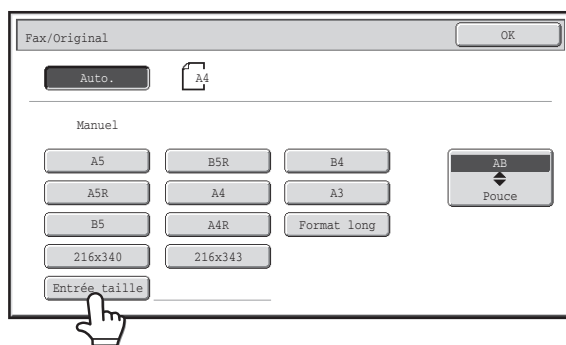 Fax/Original OK
Auto. A4
Manuel
A5 B5R B4 AB
A5R A4 A3 Pouce
B5 A4R Format long
216x340 216x343
Entrée taille